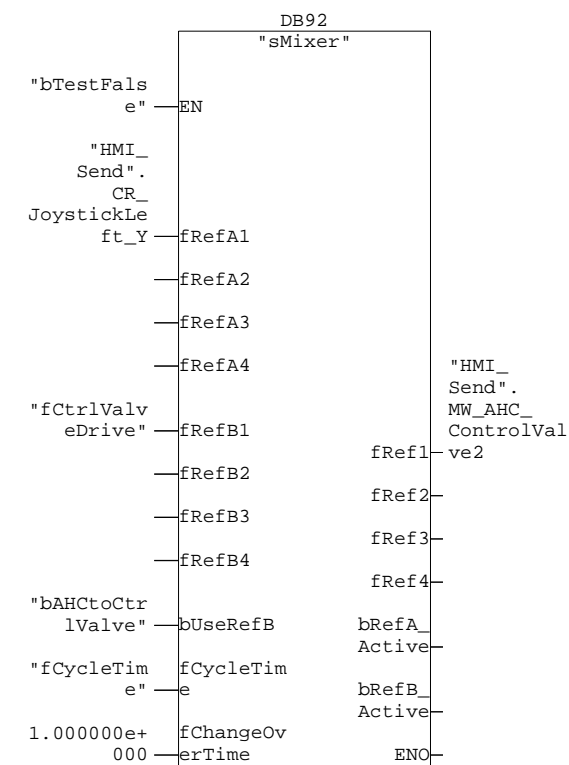 DB92
"sMixer"
"bTestFals
e"
EN
"HMI_
Send".
CR_
JoystickLe
ft_Y
fRefA1
fRefA2
fRefA3
fRefA4
"fCtrlValv
eDrive"
fRefB1
fRefB2
fRefB3
fRefB4
"bAHCtoCtr
lValve"
bUseRefB
"fCycleTim
e"
fCycleTim
e
1.000000e+
000
fChangeOv
erTime
fRef1
"HMI_
Send".
MW_AHC_
ControlVal
ve2
fRef2
fRef3
fRef4
bRefA_
Active
bRefB_
Active
ENO